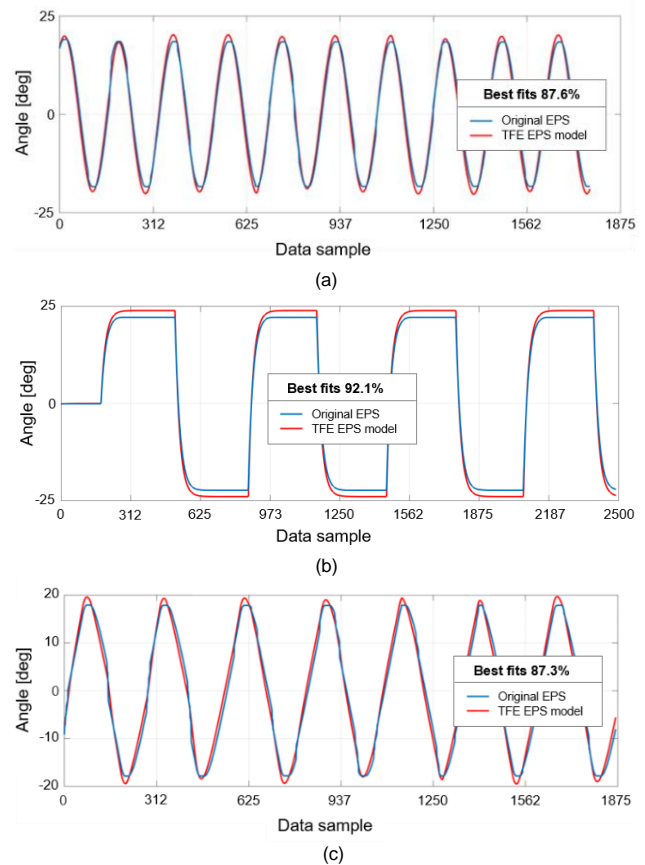 25
0
-25
Angle [deg]
Best fits 87.6%
Original EPS
TFE EPS model
0 312 625 937 1250 1562 1875
Data sample
(a)
25
0
-25
Angle [deg]
Best fits 92.1%
Original EPS
TFE EPS model
0 312 625 973 1250 1562 1875 2187 2500
Data sample
(b)
20
10
0
-10
-20
Angle [deg]
Best fits 87.3%
Original EPS
TFE EPS model
0 312 625 937 1250 1562 1875
Data sample
(c)